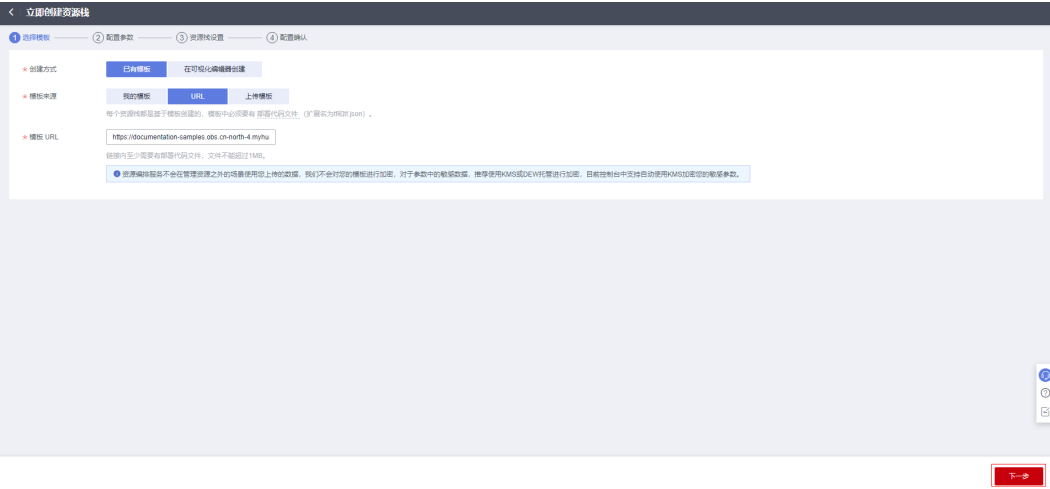 立即创建资源栈
1 选择模板 2 配置参数 3 资源栈设置 4 配置确认
* 创建方式 已有模板 在可视化编辑器创建
* 模板来源 我的模板 URL 上传模板
每个资源栈都是基于模板创建的，模板中必须要有 部署代码文件 （扩展名为tf和tf.json）。
* 模板 URL https://documentation-samples.obs.cn-north-4.myhu
链接内至少需要有部署代码文件，文件不能超过1MB。
资源编排服务不会在管理资源之外的场景使用您上传的数据，我们不会对您的模板进行加密，对于参数中的敏感数据，推荐使用KMS或DEW托管进行加密，目前控制台中支持自动使用KMS加密您的敏感参数。
下一步